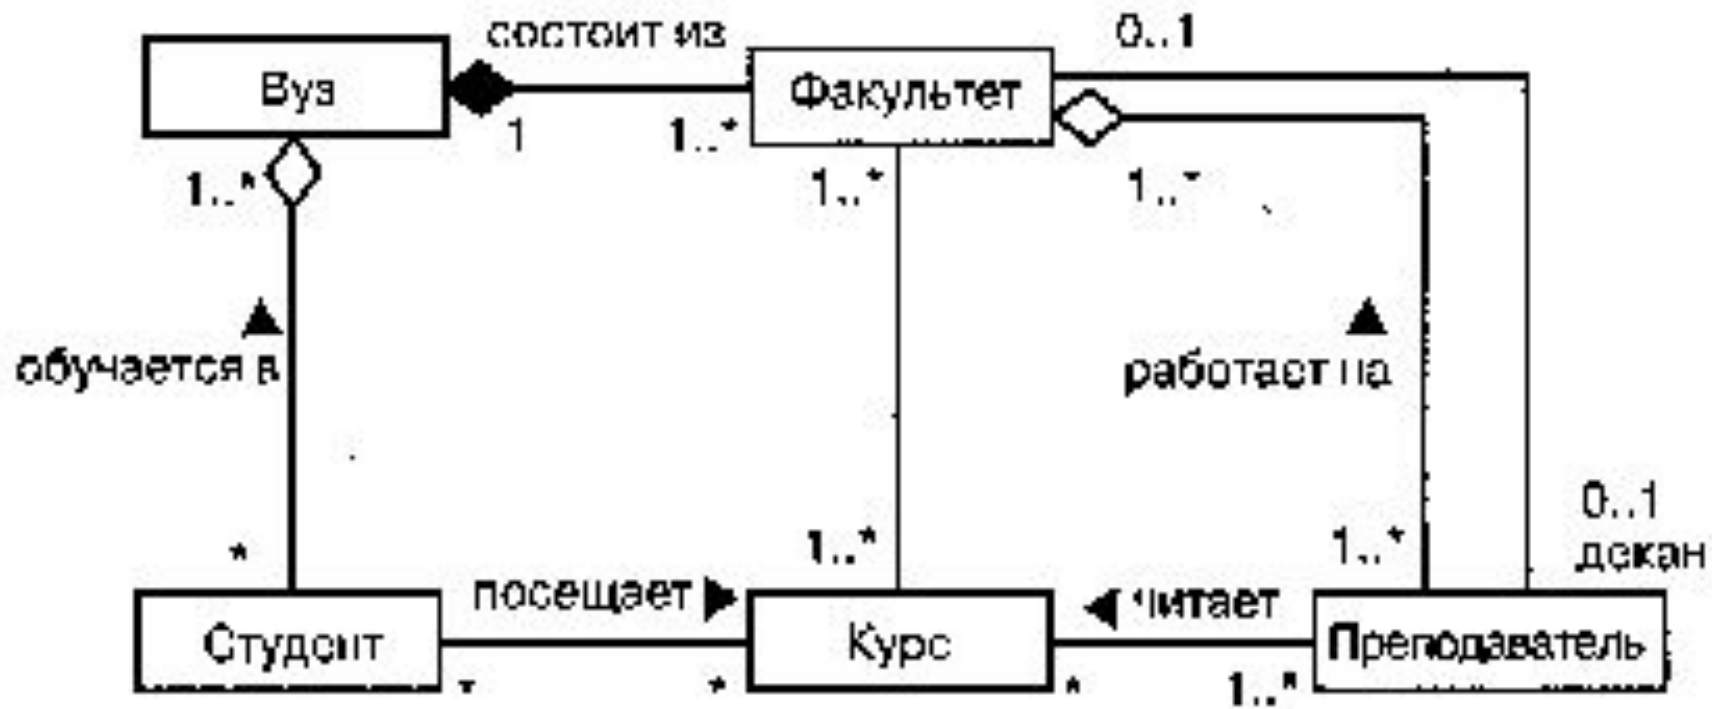 состоит из
0..1
Вуз
Факультет
1
1..*
1..*
1..*
1..*
обучается в
работает на
*
1..*
1..*
0..1
декан
посещает
читает
Студент
Курс
Преподаватель
*
*
*
1..*